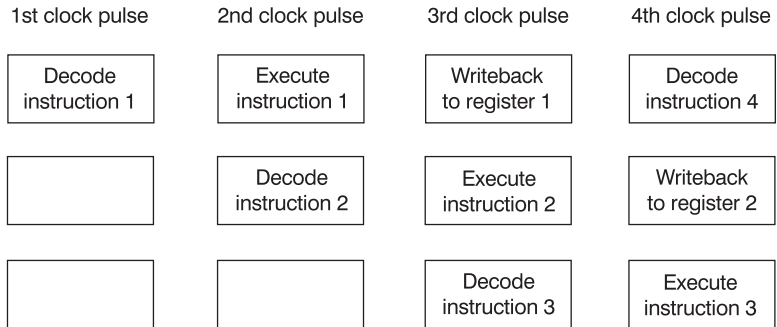 1st clock pulse 2nd clock pulse 3rd clock pulse 4th clock pulse
Decode Execute Writeback Decode
instruction 1 instruction 1 to register 1 instruction 4
Decode Execute Writeback
instruction 2 instruction 2 to register 2
Decode Execute
instruction 3 instruction 3